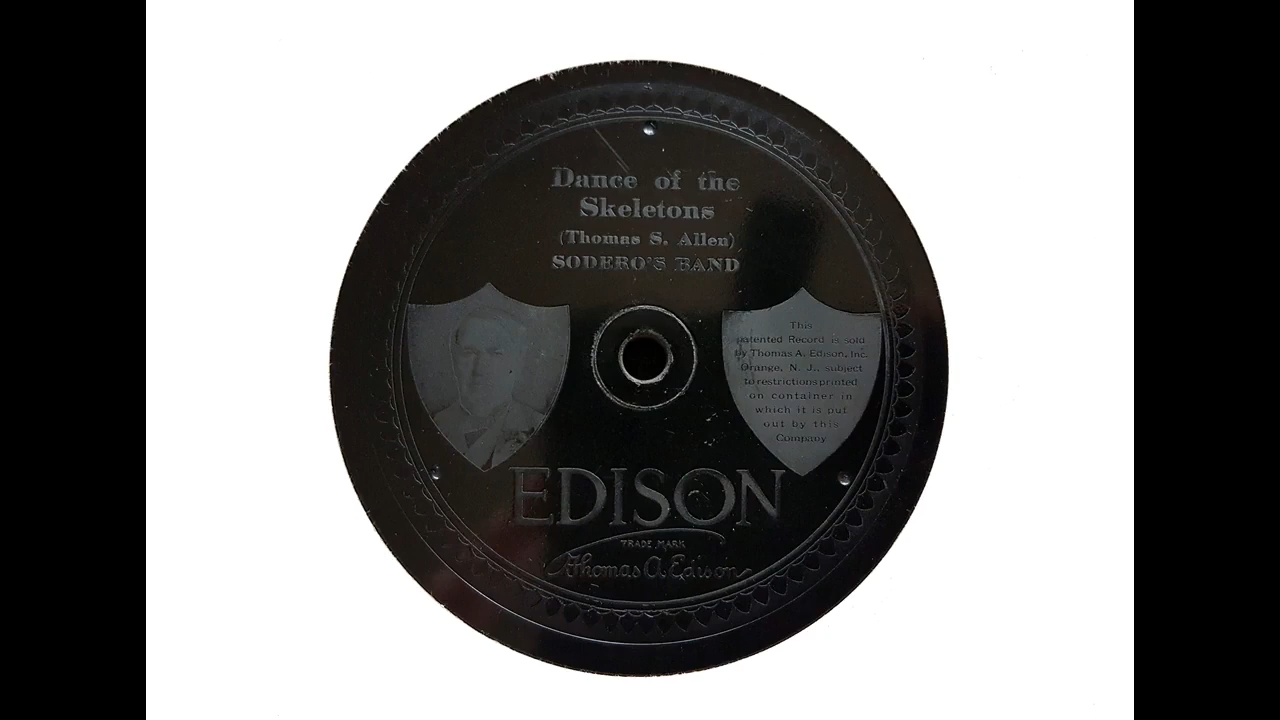 Dance of the
Skeletons
(Thomas S. Allen)
SODERO'S BAND
This
patented Record is sold
by Thomas A. Edison, Inc.
Orange, N. J., subject
to restrictions printed
on container in
which it is put
out by this
Company
EDISON
TRADE MARK
Thomas A. Edison